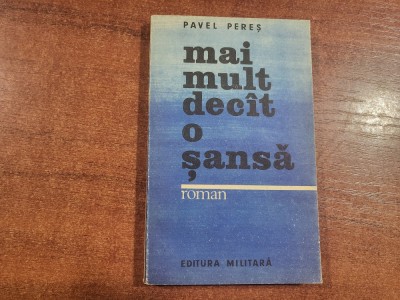 PAVEL PEREȘ
mai
mult
decît
o
șansă
roman
EDITURA MILITARĂ